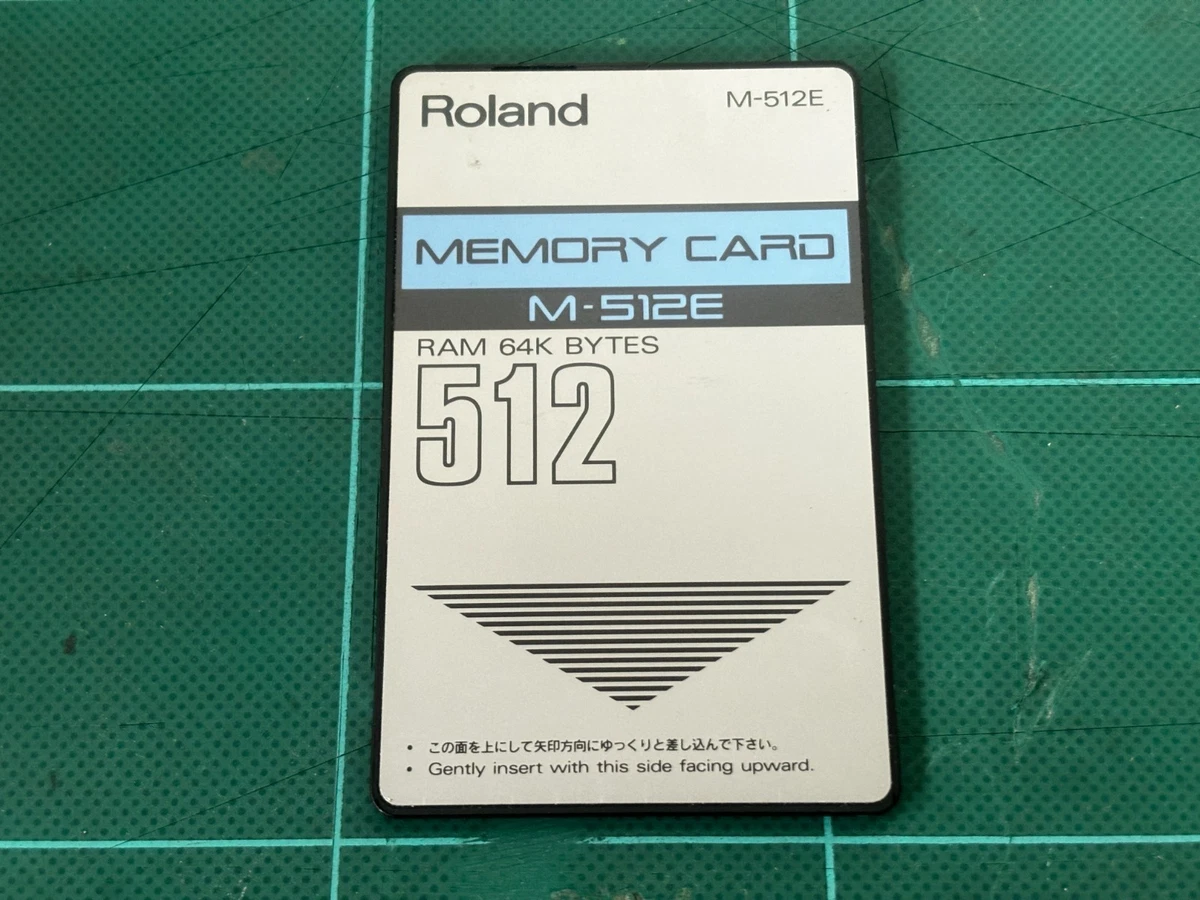 Roland
M-512E
MEMORY CARD
M-512E
RAM 64K BYTES
512
• この面を上にして矢印方向にゆっくりと差し込んで下さい。
• Gently insert with this side facing upward.